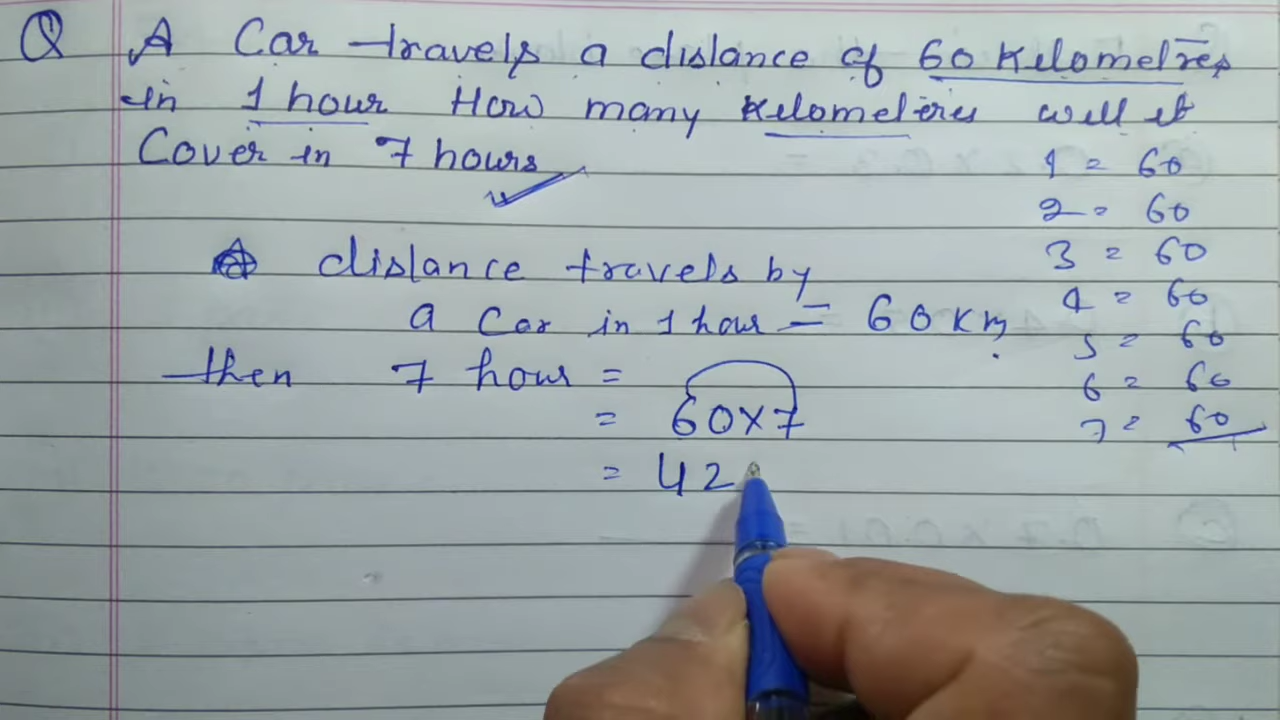 Q A Car travels a distance of 60 Kilometres
in 1 hour How many Kilometres will it
Cover in 7 hours
1 = 60
2 = 60
3 = 60
4 = 60
5 = 60
6 = 60
7 = 60
distance travels by
a Car in 1 hour = 60 Km
then 7 hour =
= 60x7
= 42